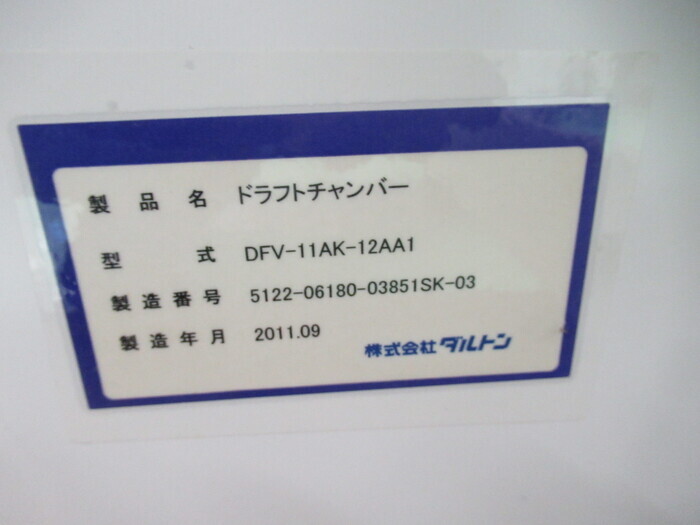 製品名 ドラフトチャンバー
型式 DFV-11AK-12AA1
製造番号 5122-06180-03851SK-03
製造年月 2011.09
株式会社ダルトン